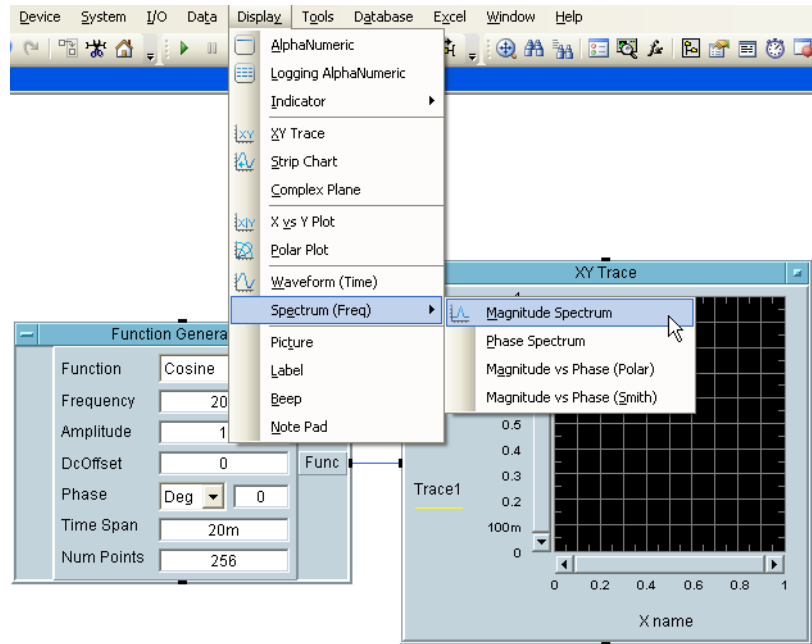 Device System I/O Data Display Tools Database Excel Window Help
AlphaNumeric
Logging AlphaNumeric
Indicator
XY Trace
Strip Chart
Complex Plane
X vs Y Plot
Polar Plot
Waveform (Time)
Spectrum (Freq)
Picture
Label
Beep
Note Pad
Magnitude Spectrum
Phase Spectrum
Magnitude vs Phase (Polar)
Magnitude vs Phase (Smith)
Function Genera
Function Cosine
Frequency 20
Amplitude 1
DcOffset 0
Phase Deg 0
Time Span 20m
Num Points 256
Func
XY Trace
0.5
0.4
0.3
Trace1
0.2
100m
0
0 0.2 0.4 0.6 0.8 1
X name